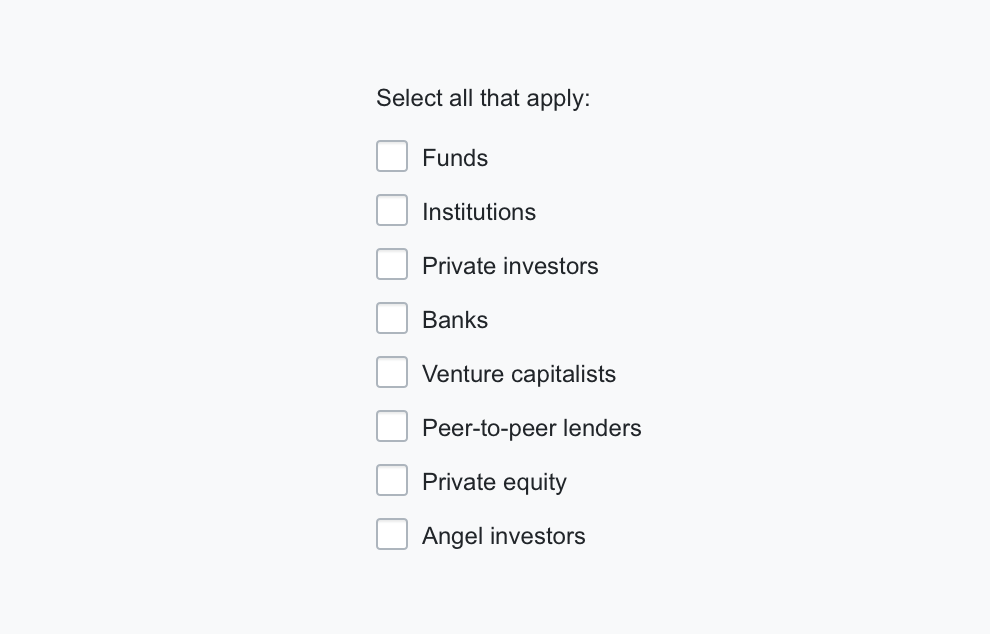 Select all that apply:
Funds
Institutions
Private investors
Banks
Venture capitalists
Peer-to-peer lenders
Private equity
Angel investors